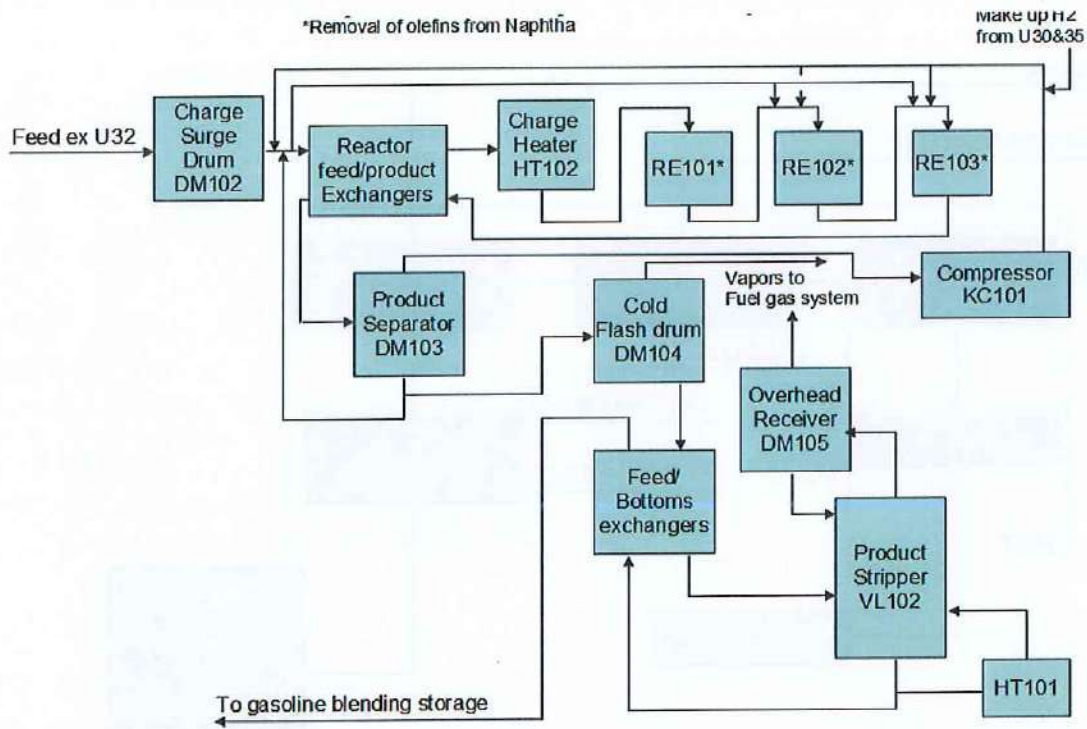 *Removal of olefins from Naphtha
Make up H2
from U30&35
Feed ex U32
Charge
Surge
Drum
DM102
Reactor
feed/product
Exchangers
Charge
Heater
HT102
RE101*
RE102*
RE103*
Product
Separator
DM103
Cold
Flash drum
DM104
Vapors to
Fuel gas system
Compressor
KC101
Overhead
Receiver
DM105
Feed/
Bottoms
exchangers
Product
Stripper
VL102
HT101
To gasoline blending storage